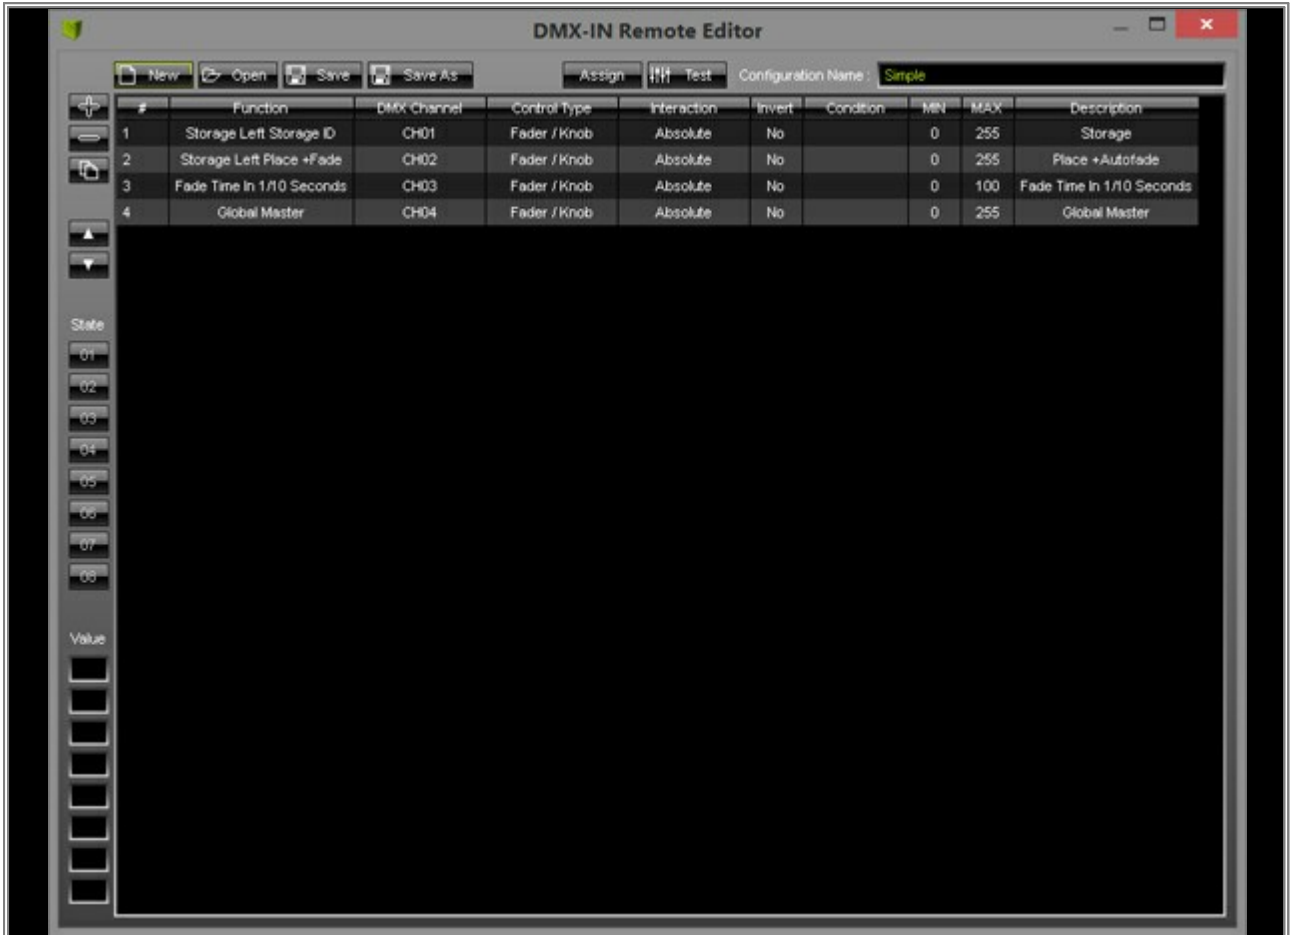 DMX-IN Remote Editor
New Open Save Save As Assign Test Configuration Name : Simple
# Function DMX Channel Control Type Interaction Invert Condition MIN MAX Description
1 Storage Left Storage ID CH01 Fader / Knob Absolute No 0 255 Storage
2 Storage Left Place +Fade CH02 Fader / Knob Absolute No 0 255 Place +Autofade
3 Fade Time In 1/10 Seconds CH03 Fader / Knob Absolute No 0 100 Fade Time In 1/10 Seconds
4 Global Master CH04 Fader / Knob Absolute No 0 255 Global Master
State
01
02
03
04
05
06
07
08
Value